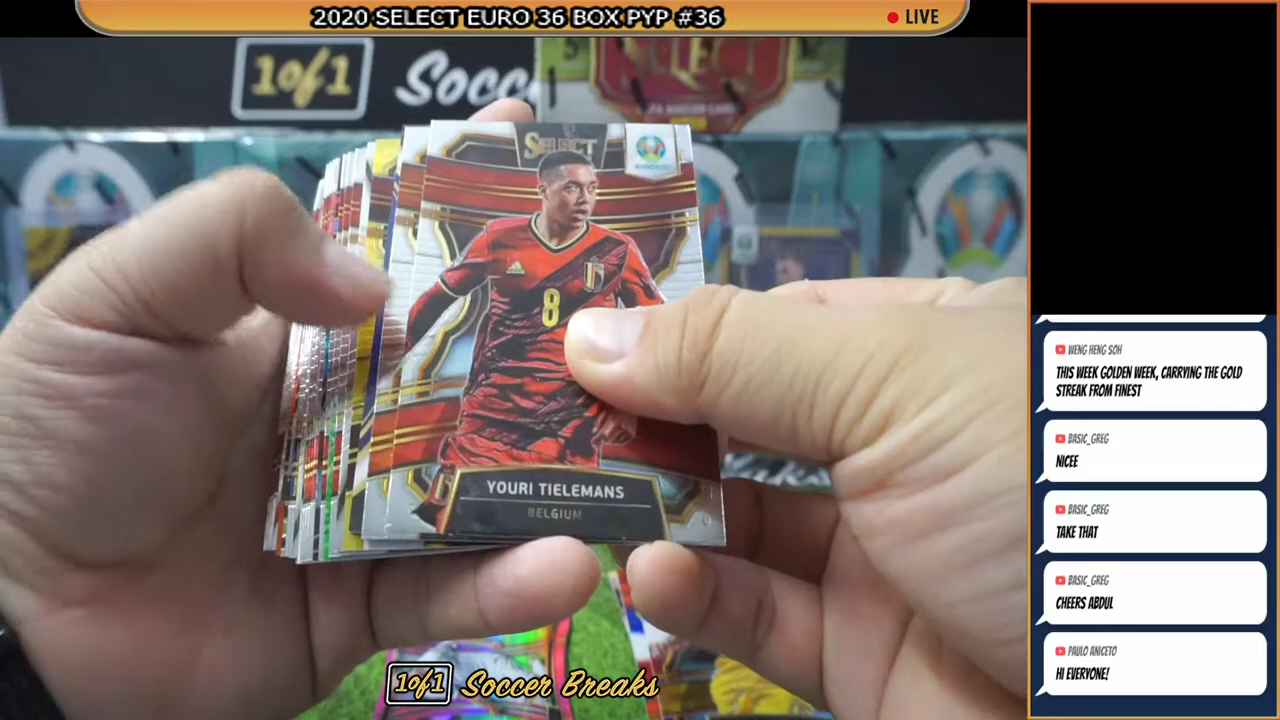 2020 SELECT EURO 36 BOX PYP #36
LIVE
1of1
Socc
SELECT
SELECT
EURO2020
8
YOURI TIELEMANS
BELGIUM
WENG HENG SOH
THIS WEEK GOLDEN WEEK, CARRYING THE GOLD
STREAK FROM FINEST
BASIC_GREG
NICEE
BASIC_GREG
TAKE THAT
BASIC_GREG
CHEERS ABDUL
PAULO ANICETO
HI EVERYONE!
1of1 Soccer Breaks